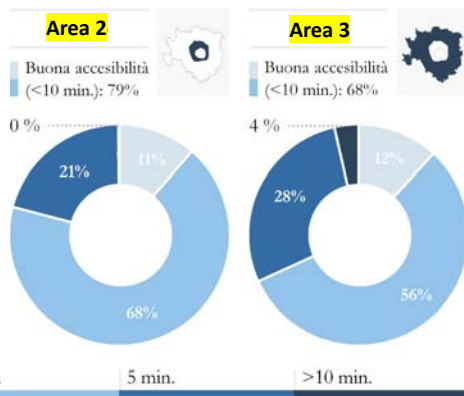 Area 2
Area 3
Buona accesibilità
(<10 min.): 79%
Buona accesibilità
(<10 min.): 68%
0 %
11%
21%
68%
4 %
12%
28%
56%
5 min.
>10 min.